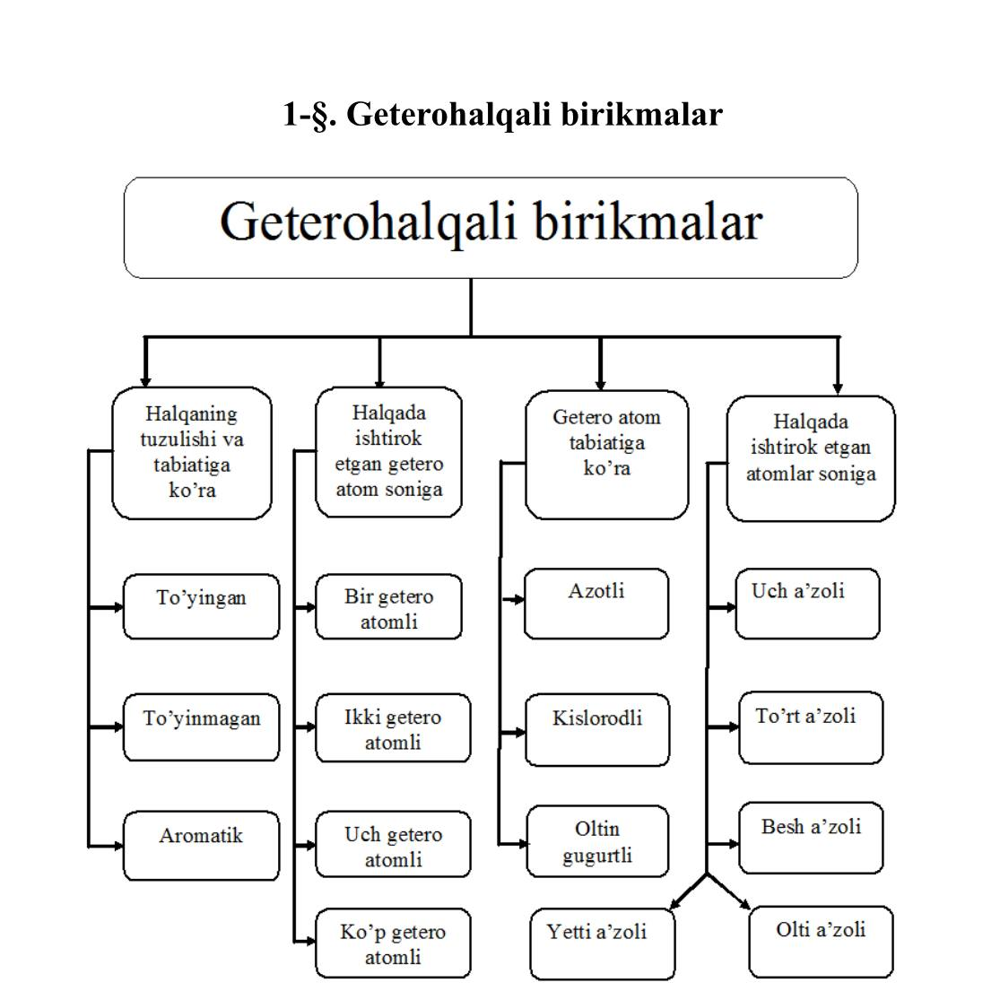 1-§. Geterohalqali birikmalar
Geterohalqali birikmalar
Halqaning
tuzulishi va
tabiatiga
ko’ra
Halqada
ishtirok
etgan getero
atom soniga
Getero atom
tabiatiga
ko’ra
Halqada
ishtirok etgan
atomlar soniga
To’yingan
Bir getero
atomli
Azotli
Uch a’zoli
To’yinmagan
Ikki getero
atomli
Kislorodli
To’rt a’zoli
Aromatik
Uch getero
atomli
Oltin
gugurtli
Besh a’zoli
Ko’p getero
atomli
Yetti a’zoli
Olti a’zoli